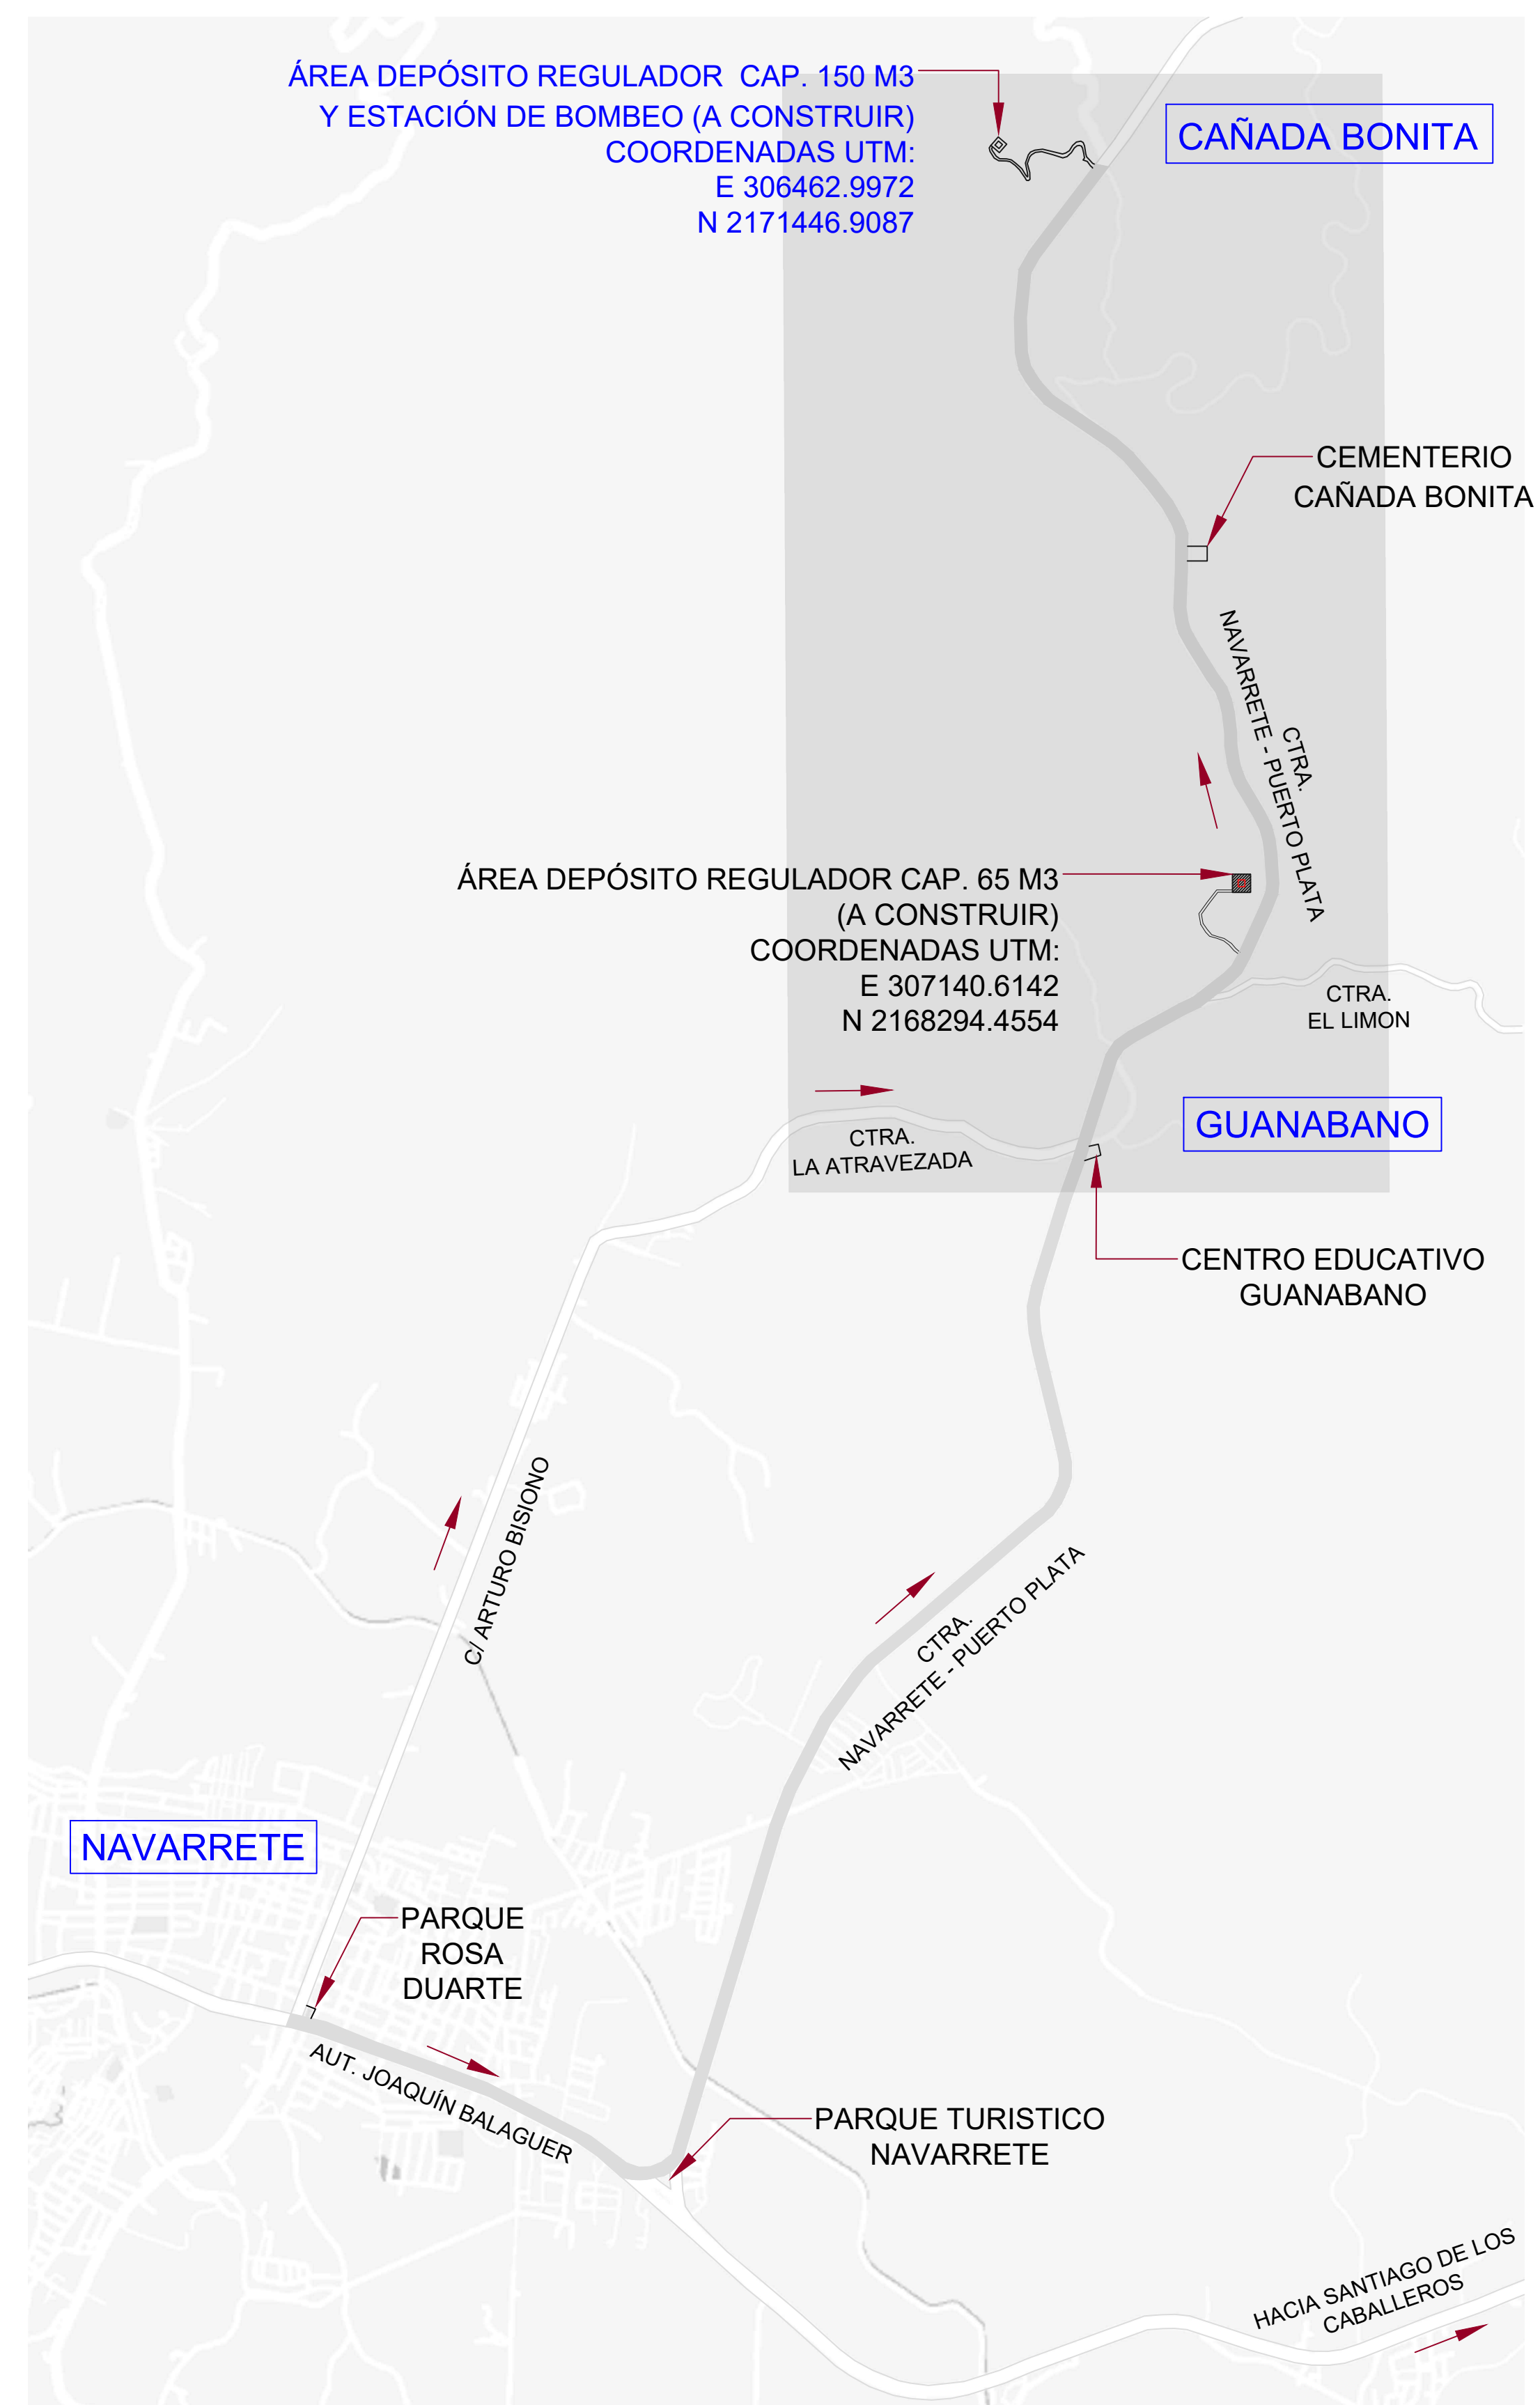 ÁREA DEPÓSITO REGULADOR CAP. 150 M3
Y ESTACIÓN DE BOMBEO (A CONSTRUIR)
COORDENADAS UTM:
E 306462.9972
N 2171446.9087
CAÑADA BONITA
CEMENTERIO
CAÑADA BONITA
CTRA.
NAVARRETE - PUERTO PLATA
ÁREA DEPÓSITO REGULADOR CAP. 65 M3
(A CONSTRUIR)
COORDENADAS UTM:
E 307140.6142
N 2168294.4554
CTRA.
EL LIMON
GUANABANO
CTRA.
LA ATRAVEZADA
CENTRO EDUCATIVO
GUANABANO
C/ ARTURO BISIONO
CTRA.
NAVARRETE - PUERTO PLATA
NAVARRETE
PARQUE
ROSA
DUARTE
AUT. JOAQUÍN BALAGUER
PARQUE TURISTICO
NAVARRETE
HACIA SANTIAGO DE LOS
CABALLEROS